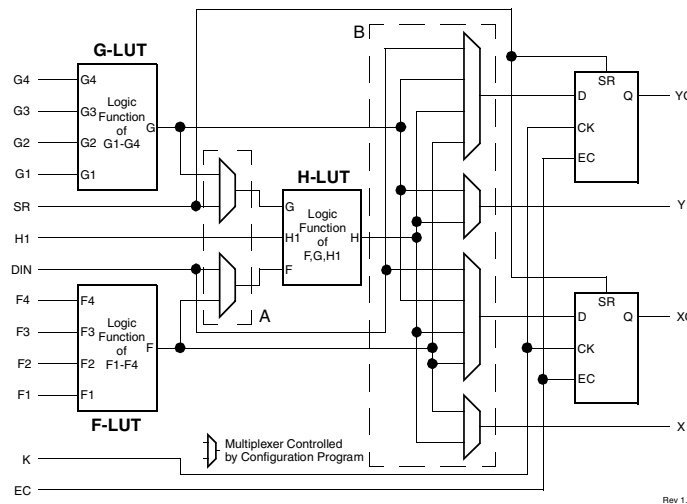 B
G-LUT
G4
G4
SR
G3
G3
Logic
Function
of
G1-G4
G
D
Q
G2
G2
CK
G1
G1
EC
H-LUT
SR
G
Logic
Function
of
F,G,H1
Y
H1
H1
H
DIN
F
SR
F4
F4
A
F3
F3
Logic
Function
of
F1-F4
F
D
Q
F2
F2
CK
F1
F1
EC
F-LUT
X
Multiplexer Controlled
by Configuration Program
K
EC
Rev 1.